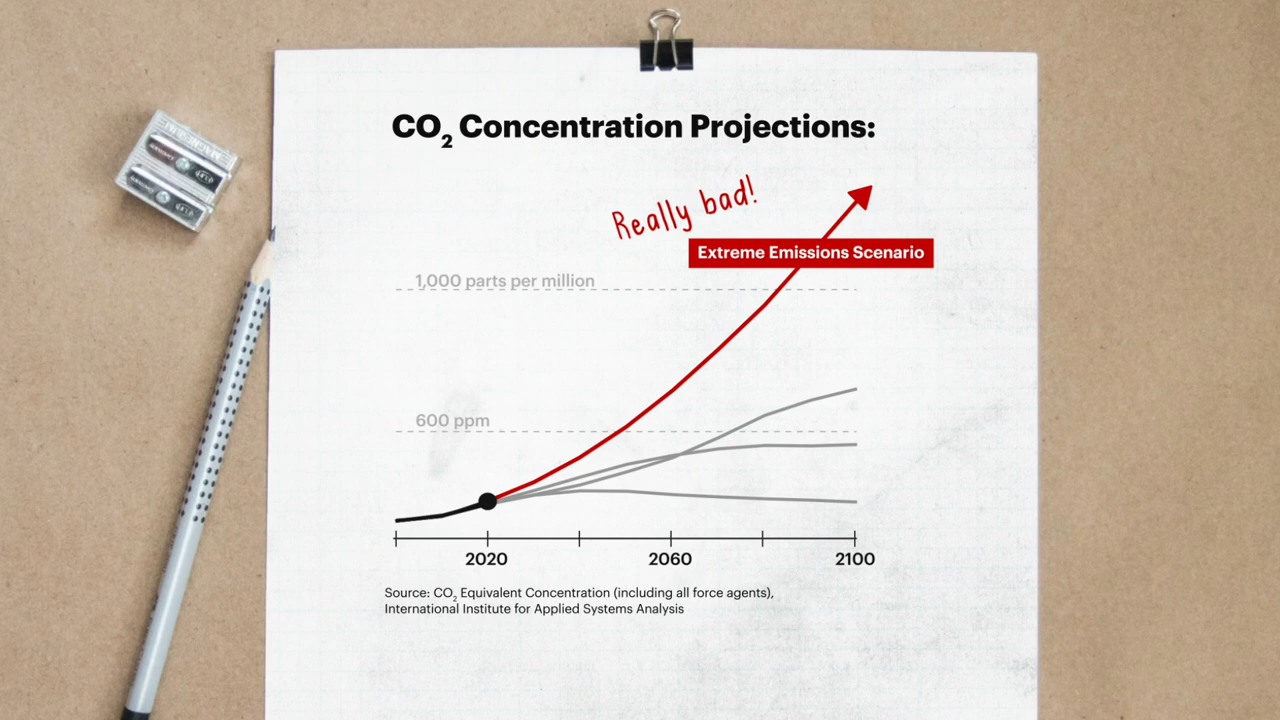 CO₂ Concentration Projections:
Really bad!
Extreme Emissions Scenario
1,000 parts per million
600 ppm
2020 2060 2100
Source: CO₂ Equivalent Concentration (including all force agents),
International Institute for Applied Systems Analysis